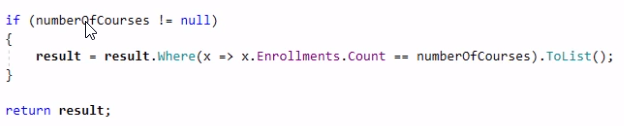 if (numberOfCourses != null)
{
    result = result.Where(x => x.Enrollments.Count == numberOfCourses).ToList();
}
return result;